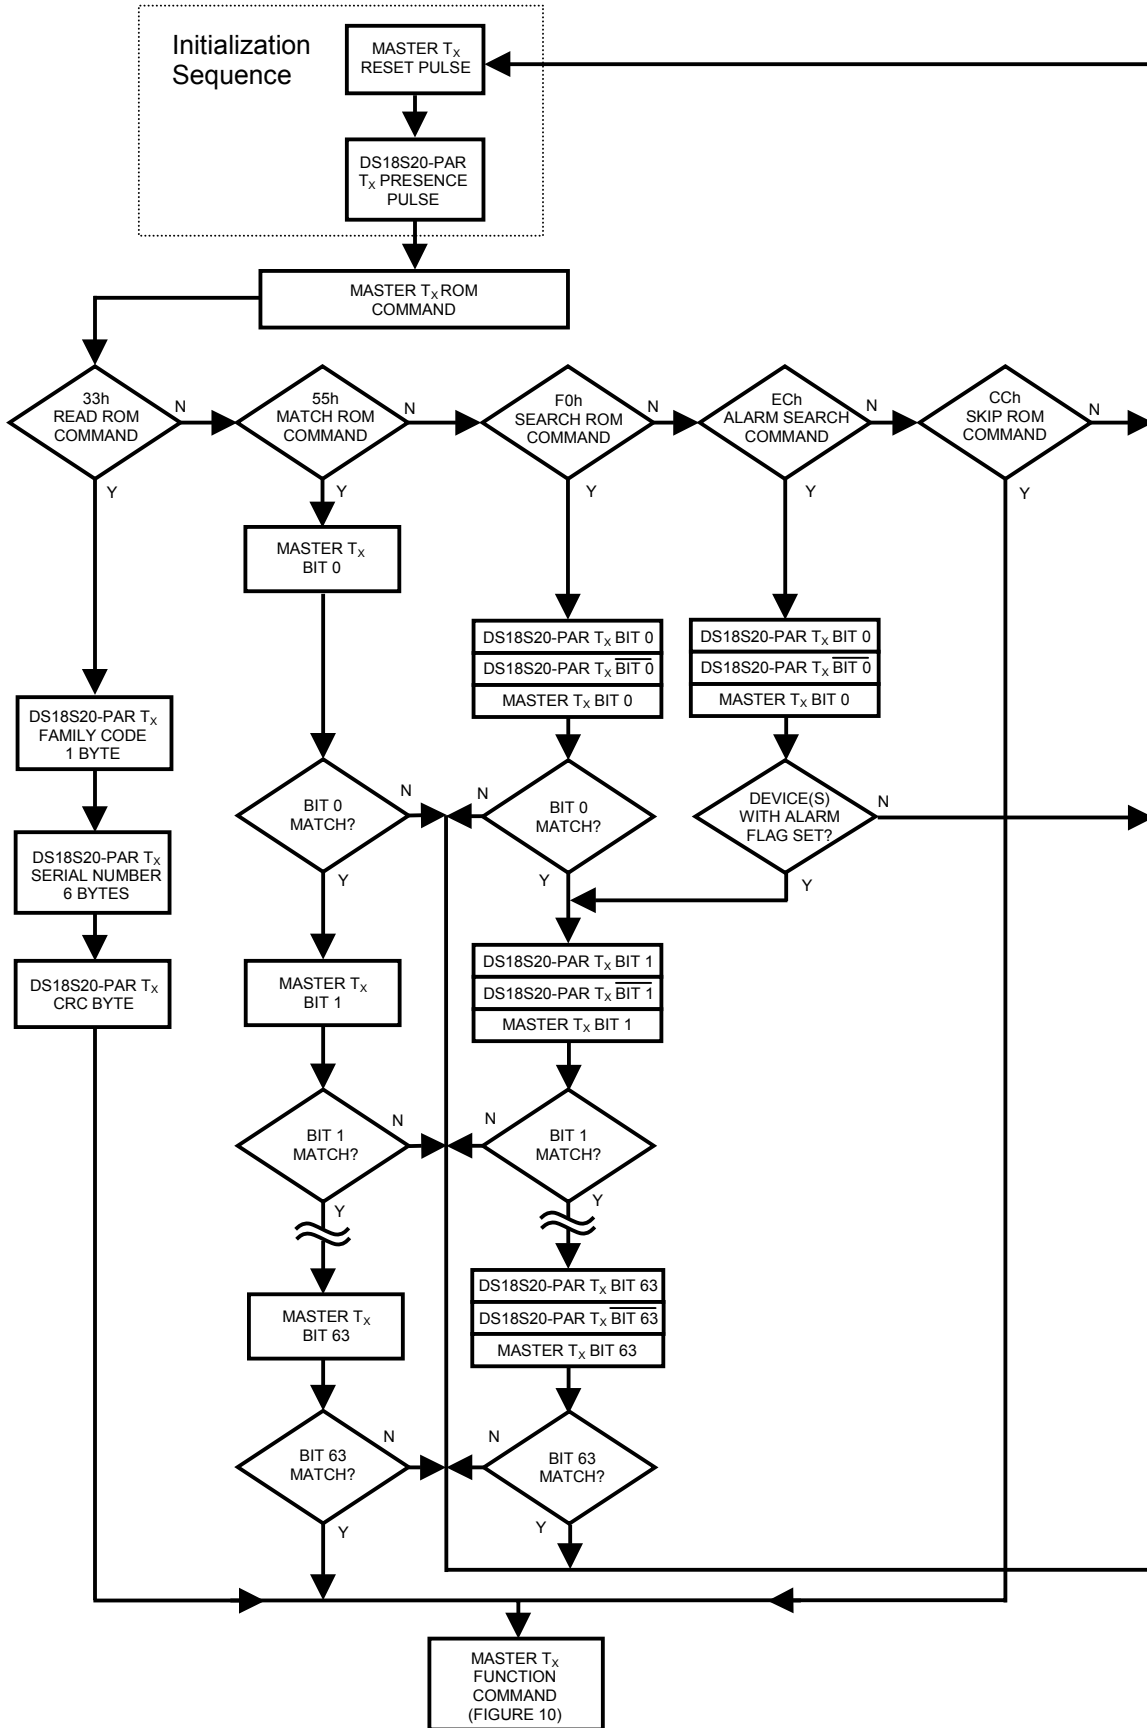 Initialization
Sequence
MASTER TX
RESET PULSE
DS18S20-PAR
TX PRESENCE
PULSE
MASTER TX ROM
COMMAND
33h
READ ROM
COMMAND
N
Y
55h
MATCH ROM
COMMAND
N
Y
F0h
SEARCH ROM
COMMAND
N
Y
ECh
ALARM SEARCH
COMMAND
N
Y
CCh
SKIP ROM
COMMAND
N
Y
MASTER TX
BIT 0
DS18S20-PAR TX BIT 0
DS18S20-PAR TX BIT 0
MASTER TX BIT 0
DS18S20-PAR TX BIT 0
DS18S20-PAR TX BIT 0
MASTER TX BIT 0
DS18S20-PAR TX
FAMILY CODE
1 BYTE
DS18S20-PAR TX
SERIAL NUMBER
6 BYTES
DS18S20-PAR TX
CRC BYTE
BIT 0
MATCH?
N
Y
N
BIT 0
MATCH?
Y
DEVICE(S)
WITH ALARM
FLAG SET?
N
Y
MASTER TX
BIT 1
DS18S20-PAR TX BIT 1
DS18S20-PAR TX BIT 1
MASTER TX BIT 1
BIT 1
MATCH?
N
Y
N
BIT 1
MATCH?
Y
MASTER TX
BIT 63
DS18S20-PAR TX BIT 63
DS18S20-PAR TX BIT 63
MASTER TX BIT 63
BIT 63
MATCH?
N
Y
N
BIT 63
MATCH?
Y
MASTER TX
FUNCTION
COMMAND
(FIGURE 10)